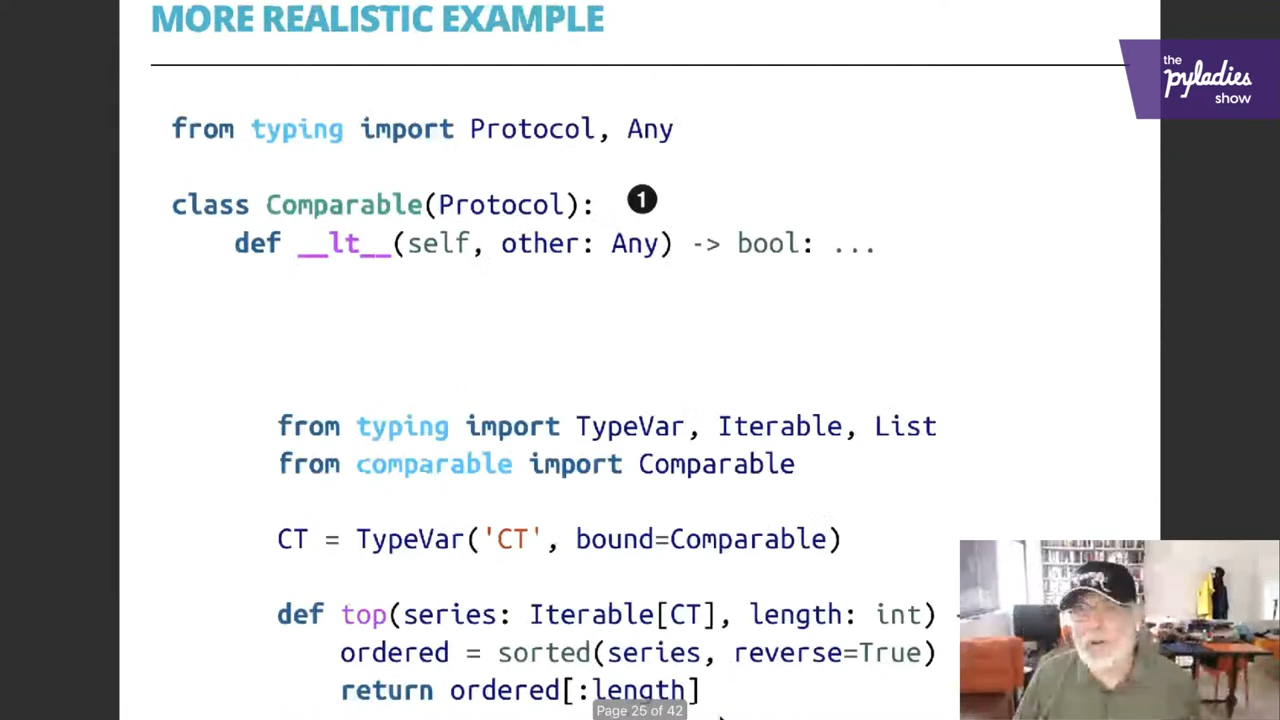 MORE REALISTIC EXAMPLE
the
pyladies
show
from typing import Protocol, Any
class Comparable(Protocol): 1
def __lt__(self, other: Any) -> bool: ...
from typing import TypeVar, Iterable, List
from comparable import Comparable
CT = TypeVar('CT', bound=Comparable)
def top(series: Iterable[CT], length: int)
ordered = sorted(series, reverse=True)
return ordered[:length]
Page 25 of 42